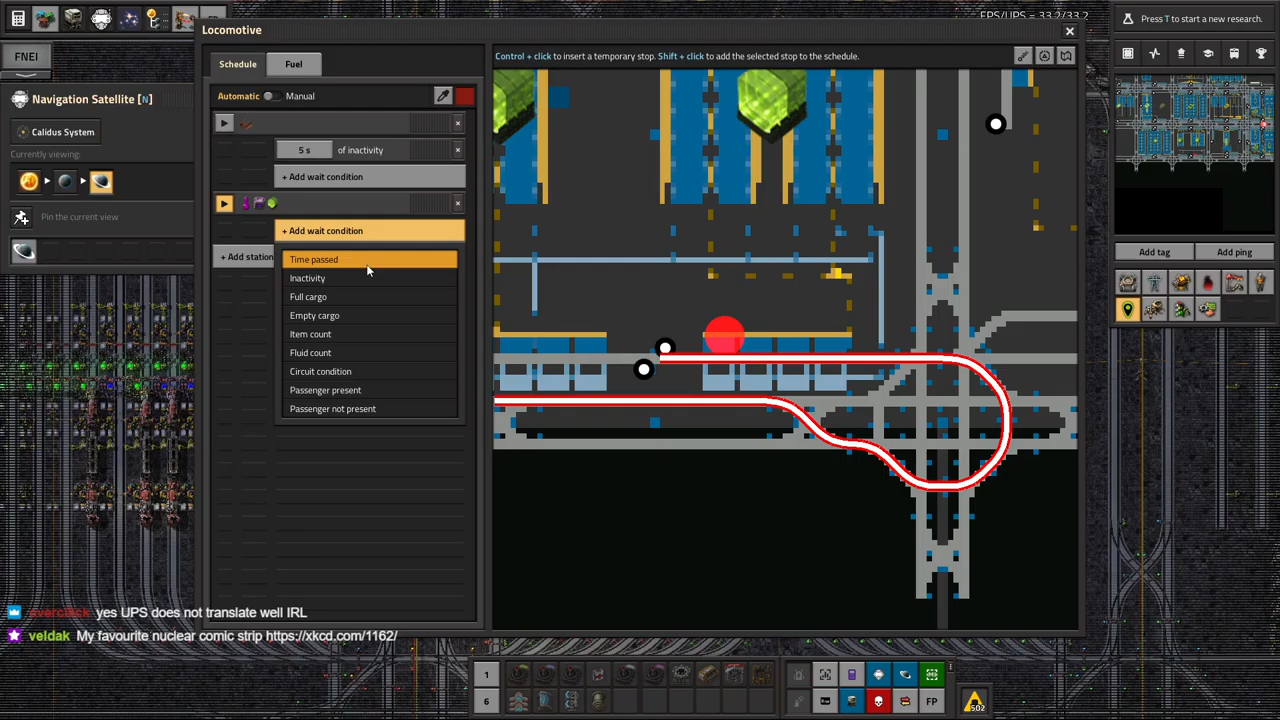 FPS/UPS = 33.2/33.2
Locomotive
Press T to start a new research.
FNEI
Schedule
Fuel
Control + click to insert a temporary stop. Shift + click to add the selected stop to the schedule.
Navigation Satellite [N]
Automatic
Manual
Calidus System
Currently viewing:
5 s
of inactivity
+ Add wait condition
Pin the current view
+ Add wait condition
+ Add station
Time passed
Inactivity
Full cargo
Empty cargo
Item count
Fluid count
Circuit condition
Passenger present
Passenger not present
Add tag
Add ping
yes UPS does not translate well IRL
veldak My favourite nuclear comic strip https://xkcd.com/1162/
1
6
FP
502